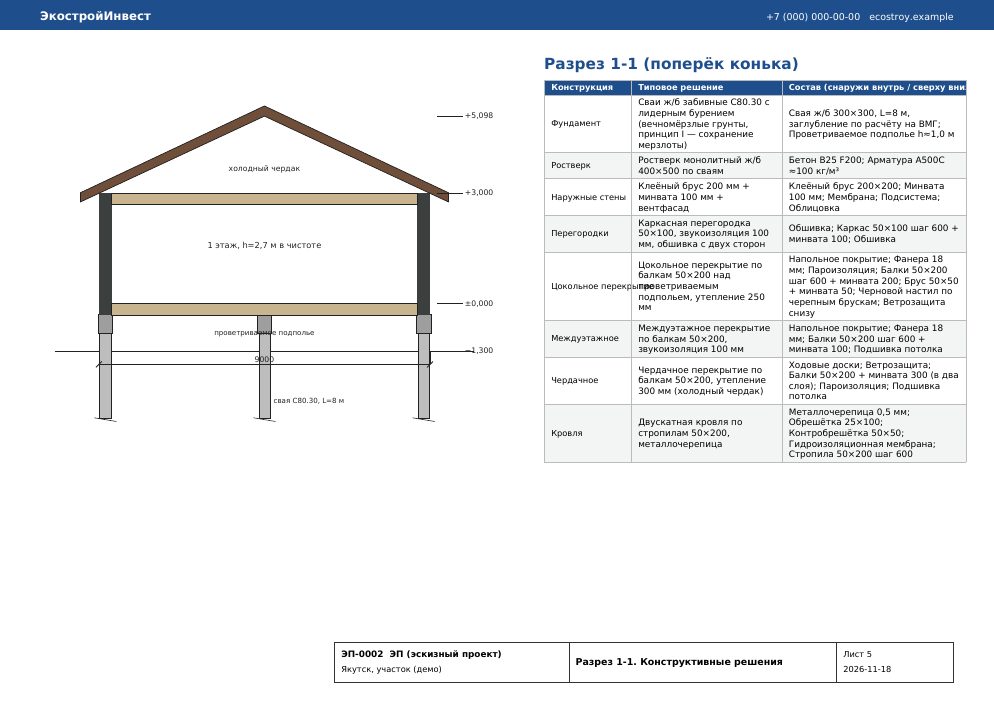 ЭкостройИнвест
+7 (000) 000-00-00 ecostroy.example
Разрез 1-1 (поперёк конька)
+5,098
холодный чердак
+3,000
1 этаж, h=2,7 м в чистоте
±0,000
проветриваемое подполье
−1,300
9000
свая С80.30, L=8 м
Конструкция
Типовое решение
Состав (снаружи внутрь / сверху вниз
Фундамент
Сваи ж/б забивные С80.30 с
лидерным бурением
(вечномёрзлые грунты,
принцип I — сохранение
мерзлоты)
Свая ж/б 300×300, L=8 м,
заглубление по расчёту на ВМГ;
Проветриваемое подполье h≈1,0 м
Ростверк
Ростверк монолитный ж/б
400×500 по сваям
Бетон B25 F200; Арматура А500С
≈100 кг/м³
Наружные стены
Клеёный брус 200 мм +
минвата 100 мм +
вентфасад
Клеёный брус 200×200; Минвата
100 мм; Мембрана; Подсистема;
Облицовка
Перегородки
Каркасная перегородка
50×100, звукоизоляция 100
мм, обшивка с двух сторон
Обшивка; Каркас 50×100 шаг 600 +
минвата 100; Обшивка
Цокольное перекрытие
Цокольное перекрытие по
балкам 50×200 над
проветриваемым
подпольем, утепление 250
мм
Напольное покрытие; Фанера 18
мм; Пароизоляция; Балки 50×200
шаг 600 + минвата 200; Брус 50×50
+ минвата 50; Черновой настил по
черепным брускам; Ветрозащита
снизу
Междуэтажное
Междуэтажное перекрытие
по балкам 50×200,
звукоизоляция 100 мм
Напольное покрытие; Фанера 18
мм; Балки 50×200 шаг 600 +
минвата 100; Подшивка потолка
Чердачное
Чердачное перекрытие по
балкам 50×200, утепление
300 мм (холодный чердак)
Ходовые доски; Ветрозащита;
Балки 50×200 + минвата 300 (в два
слоя); Пароизоляция; Подшивка
потолка
Кровля
Двускатная кровля по
стропилам 50×200,
металлочерепица
Металлочерепица 0,5 мм;
Обрешётка 25×100;
Контробрешётка 50×50;
Гидроизоляционная мембрана;
Стропила 50×200 шаг 600
ЭП-0002 ЭП (эскизный проект)
Якутск, участок (демо)
Разрез 1-1. Конструктивные решения
Лист 5
2026-11-18